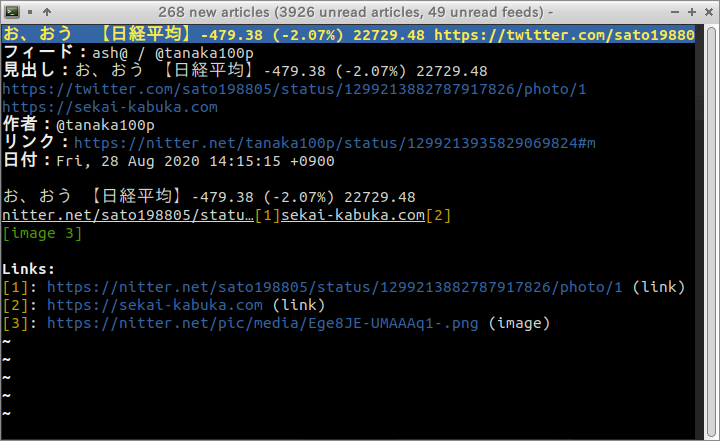 268 new articles (3926 unread articles, 49 unread feeds) -
お、おう 【日経平均】-479.38 (-2.07%) 22729.48 https://twitter.com/sato19880
フィード：ash@ / @tanaka100p
見出し：お、おう 【日経平均】-479.38 (-2.07%) 22729.48
https://twitter.com/sato198805/status/1299213882787917826/photo/1
https://sekai-kabuka.com
作者：@tanaka100p
リンク：https://nitter.net/tanaka100p/status/1299213935829069824#m
日付：Fri, 28 Aug 2020 14:15:15 +0900
お、おう 【日経平均】-479.38 (-2.07%) 22729.48
nitter.net/sato198805/statu…[1]sekai-kabuka.com[2]
[image 3]
Links:
[1]: https://nitter.net/sato198805/status/1299213882787917826/photo/1 (link)
[2]: https://sekai-kabuka.com (link)
[3]: https://nitter.net/pic/media/Ege8JE-UMAAAq1-.png (image)
~
~
~
~
~